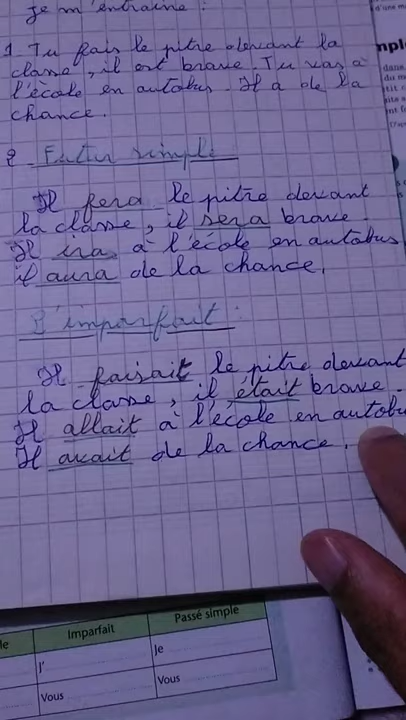 Je m'entraine :
1. Tu fais le pitre devant la
classe, il est brave. Tu vas à
l'école en autobus. Il a de la
chance.
2. Futur simple
Il fera le pitre devant
la classe, il sera brave.
Il ira à l'école en autobus
il aura de la chance.
L'imparfait :
Il faisait le pitre devant
la classe, il était brave.
Il allait à l'école en autobu
Il avait de la chance.
Imparfait
Passé simple
J'
Je
Vous
Vous